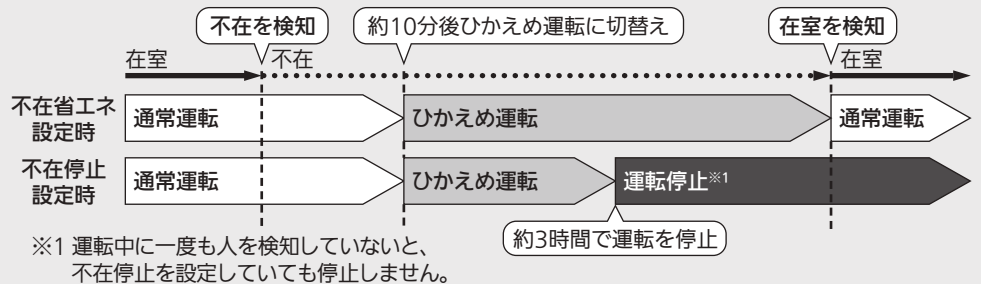 不在を検知
約10分後ひかえめ運転に切替え
在室を検知
在室
不在
在室
不在省エネ
設定時
通常運転
ひかえめ運転
通常運転
不在停止
設定時
通常運転
ひかえめ運転
運転停止※1
約3時間で運転を停止
※1 運転中に一度も人を検知していないと、
不在停止を設定していても停止しません。